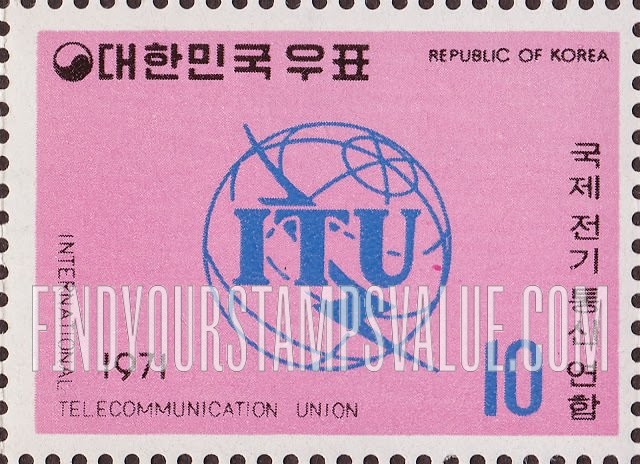 대한민국우표
REPUBLIC OF KOREA
국제전기통신연합
ITU
INTERNATIONAL
FINDYOURSTAMPSVALUE.COM
1971
10
TELECOMMUNICATION UNION